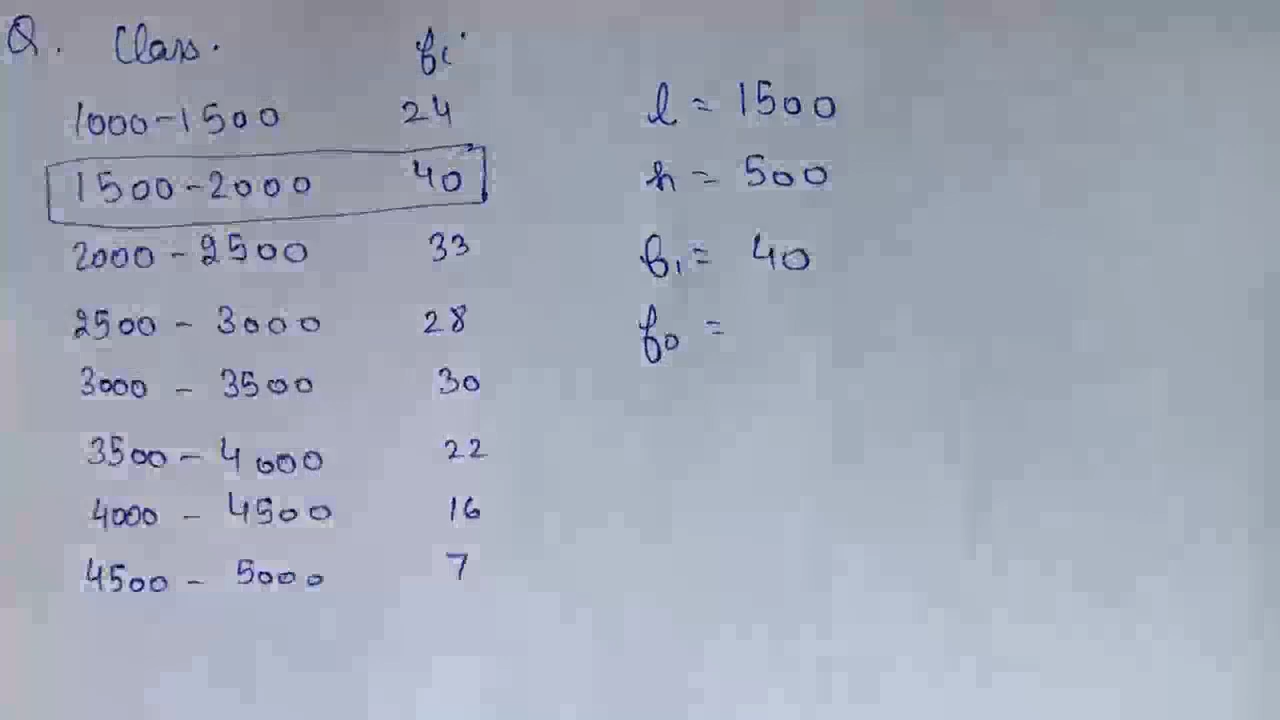 Q. Class. fi
1000-1500 24
1500-2000 40
2000-2500 33
2500-3000 28
3000-3500 30
3500-4000 22
4000-4500 16
4500-5000 7
l = 1500
h = 500
f1 = 40
f0 =